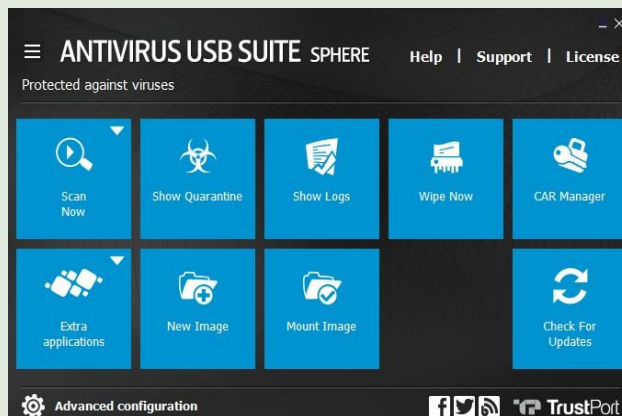 ANTIVIRUS USB SUITE SPHERE
Help | Support | License
Protected against viruses
Scan
Now
Show Quarantine
Show Logs
Wipe Now
CAR Manager
Extra
applications
New Image
Mount Image
Check For
Updates
Advanced configuration
TrustPort